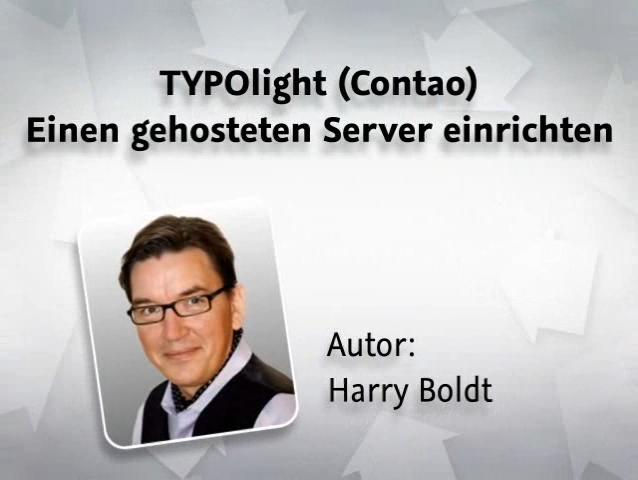 TYPOlight (Contao)
Einen gehosteten Server einrichten
Autor:
Harry Boldt